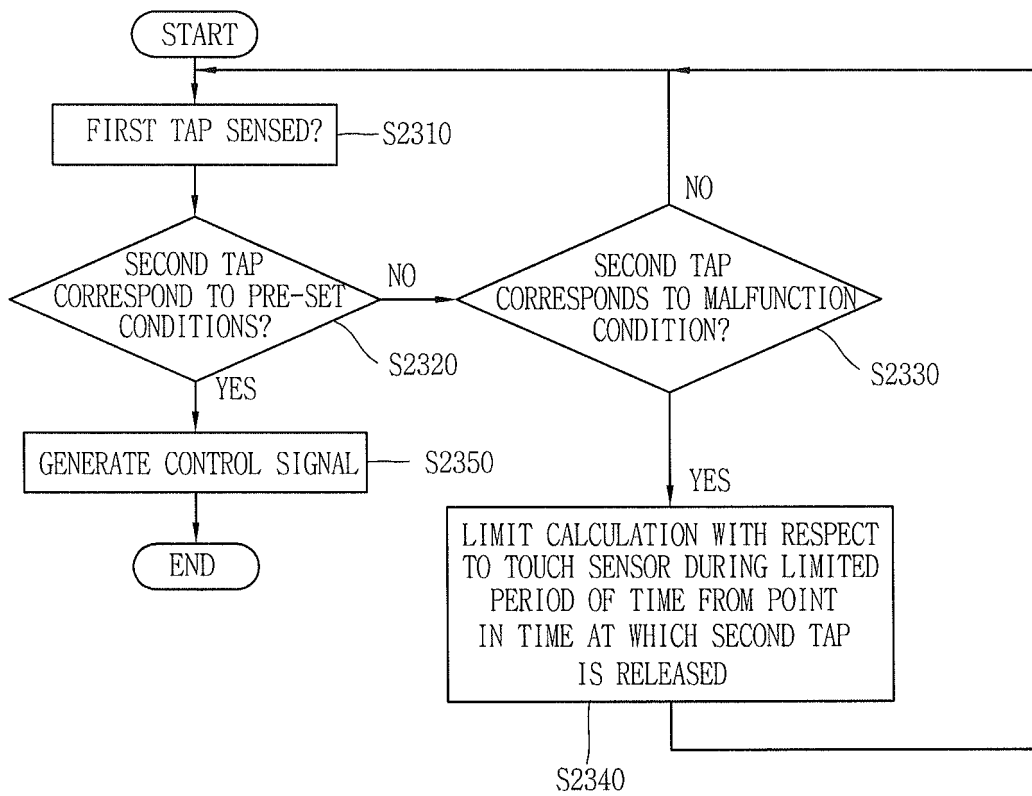 START
FIRST TAP SENSED?
S2310
SECOND TAP
CORRESPOND TO PRE-SET
CONDITIONS?
S2320
NO
YES
SECOND TAP
CORRESPONDS TO MALFUNCTION
CONDITION?
S2330
NO
YES
GENERATE CONTROL SIGNAL
S2350
END
LIMIT CALCULATION WITH RESPECT
TO TOUCH SENSOR DURING LIMITED
PERIOD OF TIME FROM POINT
IN TIME AT WHICH SECOND TAP
IS RELEASED
S2340